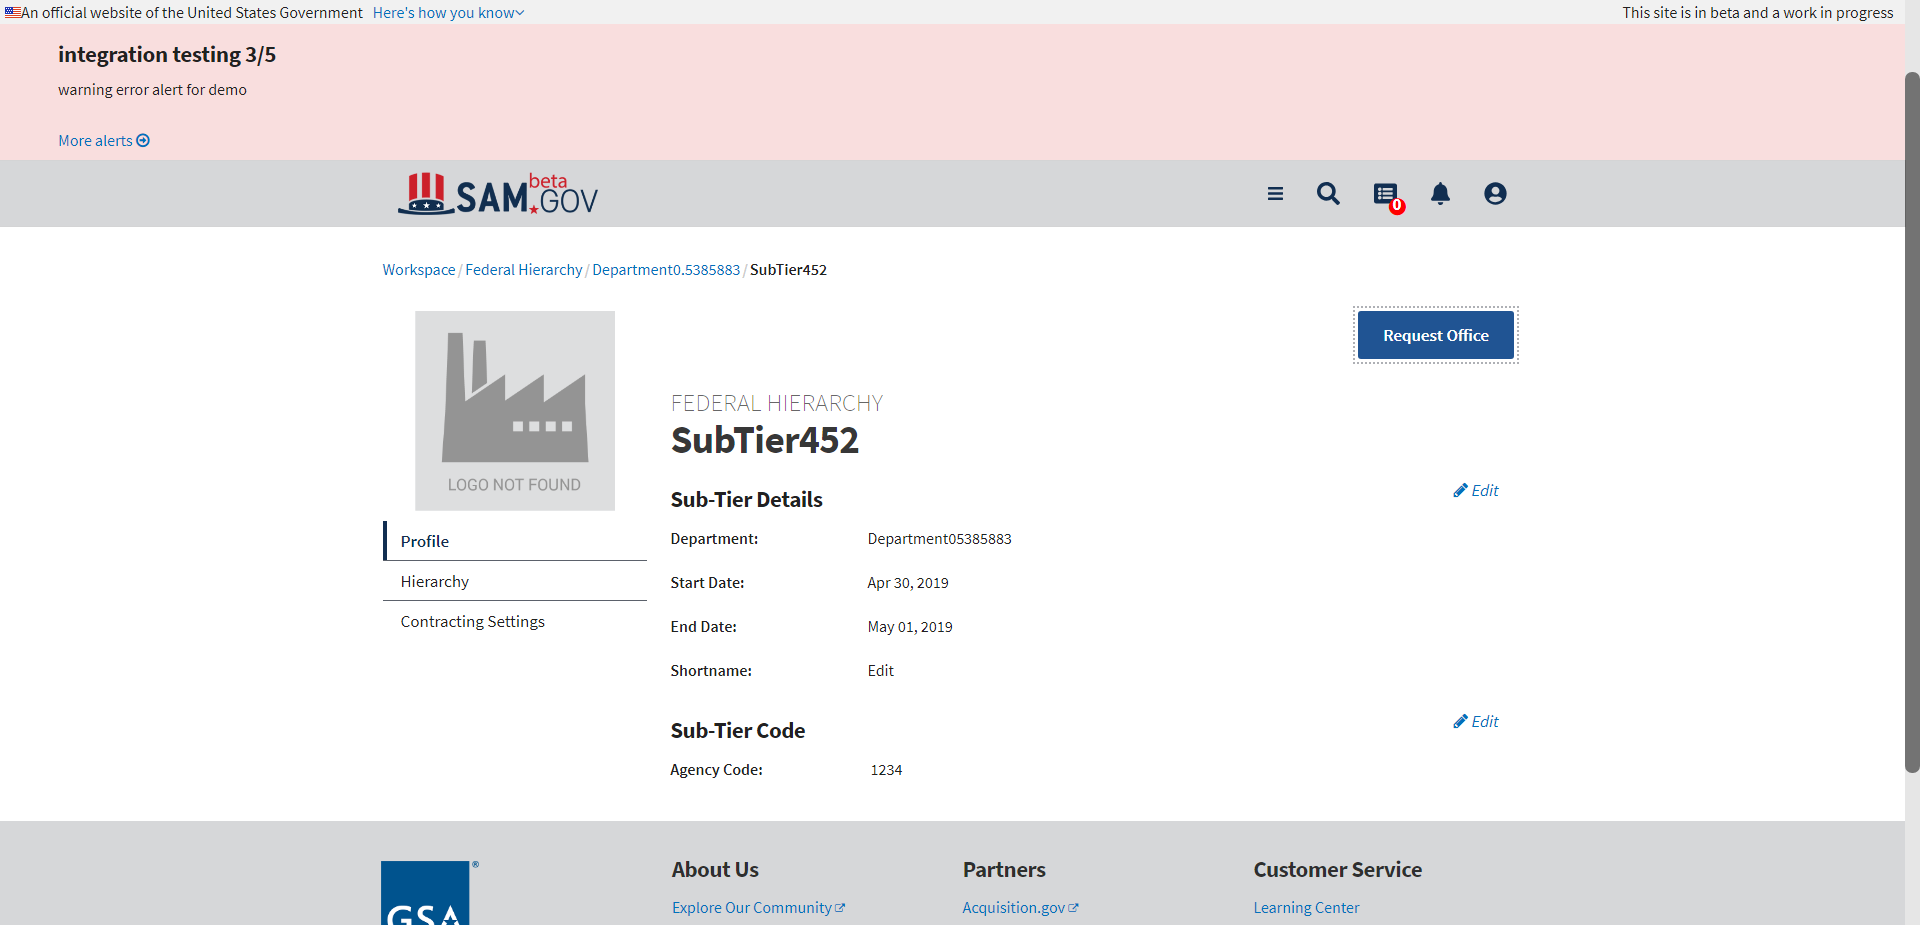 An official website of the United States Government Here's how you know
This site is in beta and a work in progress
integration testing 3/5
warning error alert for demo
More alerts
SAM.GOV beta
0
Workspace / Federal Hierarchy / Department0.5385883 / SubTier452
LOGO NOT FOUND
Request Office
FEDERAL HIERARCHY
SubTier452
Profile
Hierarchy
Contracting Settings
Sub-Tier Details
Edit
Department: Department05385883
Start Date: Apr 30, 2019
End Date: May 01, 2019
Shortname: Edit
Sub-Tier Code
Edit
Agency Code: 1234
GSA
®
About Us
Explore Our Community
Partners
Acquisition.gov
Customer Service
Learning Center